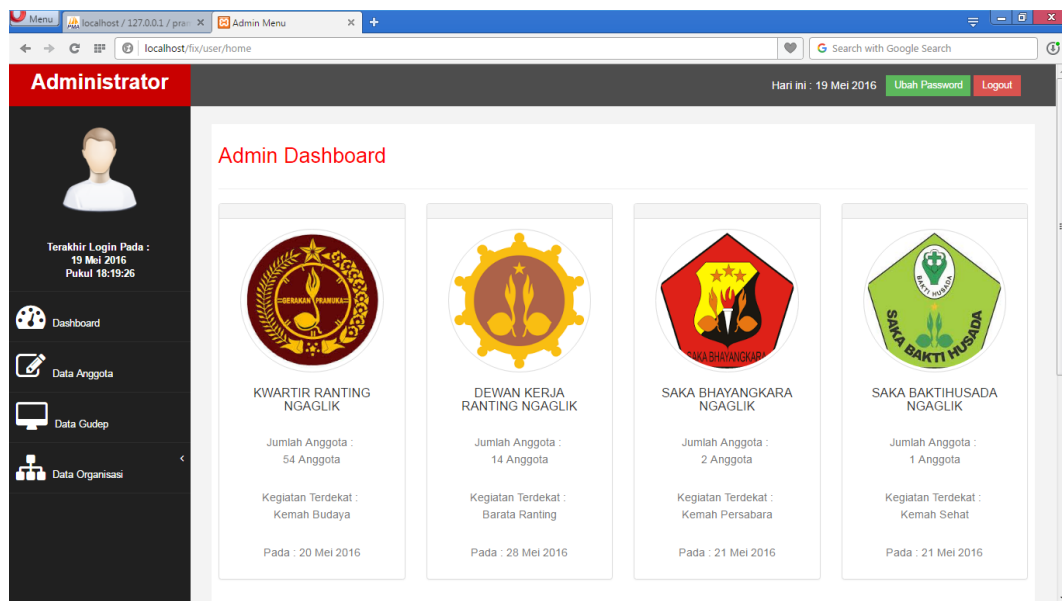 Menu
localhost / 127.0.0.1 / pran
Admin Menu
localhost/fix/user/home
Search with Google Search
Administrator
Hari ini : 19 Mei 2016
Ubah Password
Logout
Terakhir Login Pada :
19 Mei 2016
Pukul 18:19:26
Dashboard
Data Anggota
Data Gudep
Data Organisasi
Admin Dashboard
GERAKAN PRAMUKA
KWARTIR RANTING
NGAGLIK
Jumlah Anggota :
54 Anggota
Kegiatan Terdekat :
Kemah Budaya
Pada : 20 Mei 2016
DEWAN KERJA
RANTING NGAGLIK
Jumlah Anggota :
14 Anggota
Kegiatan Terdekat :
Barata Ranting
Pada : 28 Mei 2016
SAKA BHAYANGKARA
SAKA BHAYANGKARA
NGAGLIK
Jumlah Anggota :
2 Anggota
Kegiatan Terdekat :
Kemah Persabara
Pada : 21 Mei 2016
BAKTI HUSADA
SAKA BAKTI HUSADA
SAKA BAKTIHUSADA
NGAGLIK
Jumlah Anggota :
1 Anggota
Kegiatan Terdekat :
Kemah Sehat
Pada : 21 Mei 2016